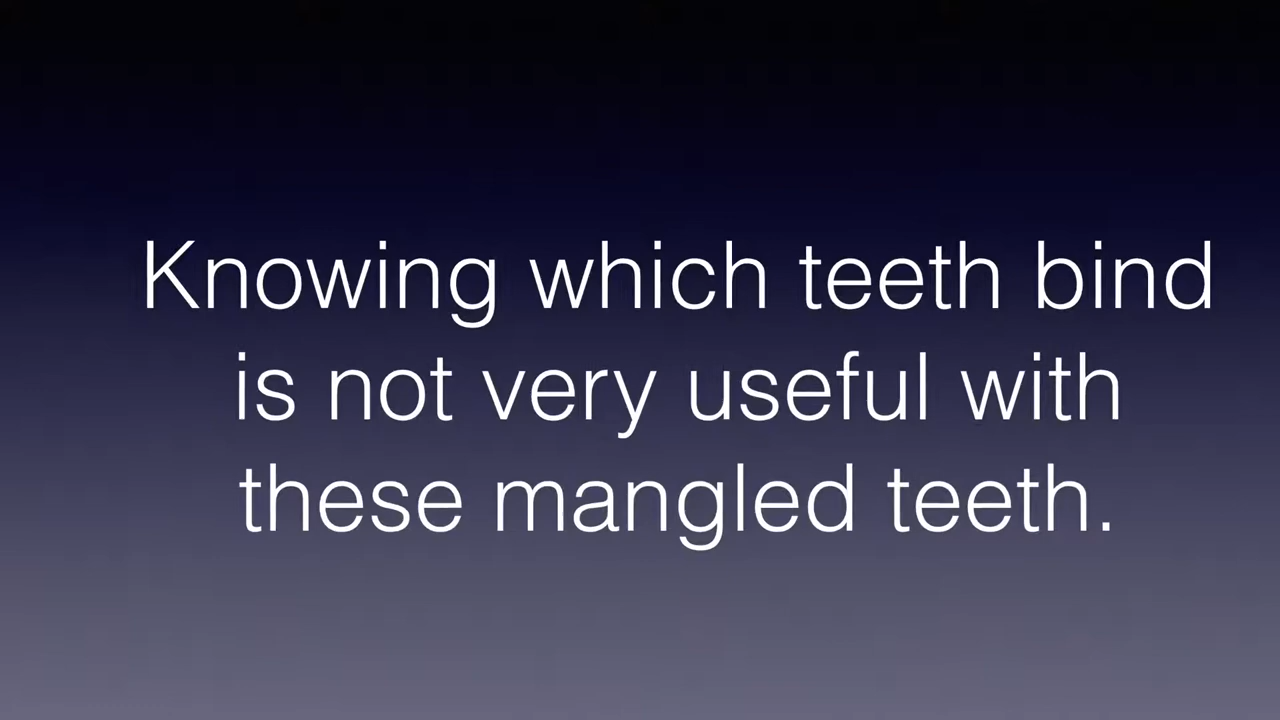 Knowing which teeth bind
is not very useful with
these mangled teeth.